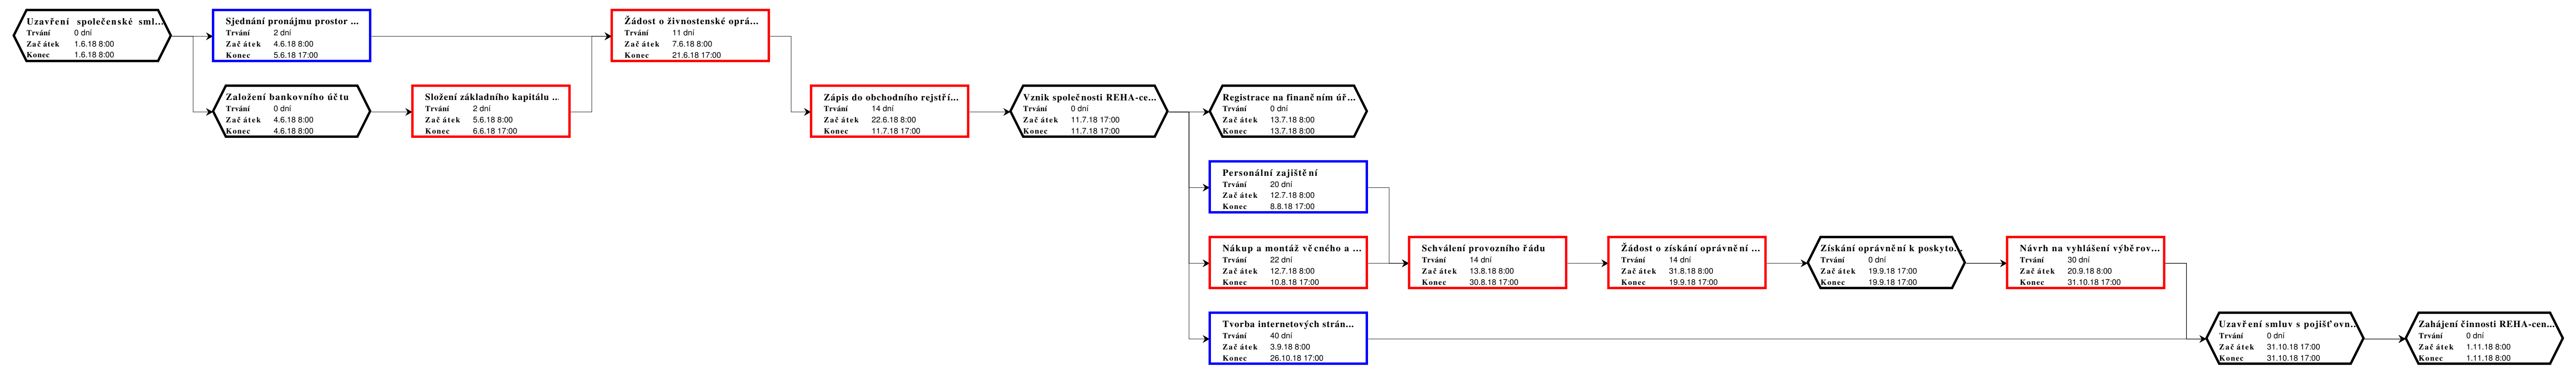 Uzavření společenské sml...
Trvání 0 dní
Začátek 1.6.18 8:00
Konec 1.6.18 8:00
Sjednání pronájmu prostor ...
Trvání 2 dní
Začátek 4.6.18 8:00
Konec 5.6.18 17:00
Žádost o živnostenské oprá...
Trvání 11 dní
Začátek 7.6.18 8:00
Konec 21.6.18 17:00
Založení bankovního účtu
Trvání 0 dní
Začátek 4.6.18 8:00
Konec 4.6.18 8:00
Složení základního kapitálu ...
Trvání 2 dní
Začátek 5.6.18 8:00
Konec 6.6.18 17:00
Zápis do obchodního rejstří...
Trvání 14 dní
Začátek 22.6.18 8:00
Konec 11.7.18 17:00
Vznik společnosti REHA-ce...
Trvání 0 dní
Začátek 11.7.18 17:00
Konec 11.7.18 17:00
Registrace na finančním úř...
Trvání 0 dní
Začátek 13.7.18 8:00
Konec 13.7.18 8:00
Personální zajištění
Trvání 20 dní
Začátek 12.7.18 8:00
Konec 8.8.18 17:00
Nákup a montáž věcného a ...
Trvání 22 dní
Začátek 12.7.18 8:00
Konec 10.8.18 17:00
Schválení provozního řádu
Trvání 14 dní
Začátek 13.8.18 8:00
Konec 30.8.18 17:00
Žádost o získání oprávnění ...
Trvání 14 dní
Začátek 31.8.18 8:00
Konec 19.9.18 17:00
Získání oprávnění k poskyto...
Trvání 0 dní
Začátek 19.9.18 17:00
Konec 19.9.18 17:00
Návrh na vyhlášení výběrov...
Trvání 30 dní
Začátek 20.9.18 8:00
Konec 31.10.18 17:00
Tvorba internetových strán...
Trvání 40 dní
Začátek 3.9.18 8:00
Konec 26.10.18 17:00
Uzavření smluv s pojišťovn...
Trvání 0 dní
Začátek 31.10.18 17:00
Konec 31.10.18 17:00
Zahájení činnosti REHA-cen...
Trvání 0 dní
Začátek 1.11.18 8:00
Konec 1.11.18 8:00